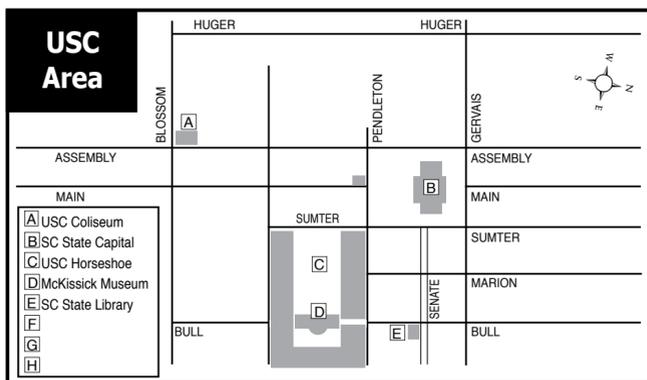 USC
Area
HUGER HUGER
W
S N
E
BLOSSOM
A
PENDLETON
GERVAIS
ASSEMBLY ASSEMBLY
B
MAIN MAIN
SUMTER SUMTER
A USC Coliseum
B SC State Capital
C USC Horseshoe
D McKissick Museum
E SC State Library
F
G
H
C
SENATE
MARION
D
BULL E BULL